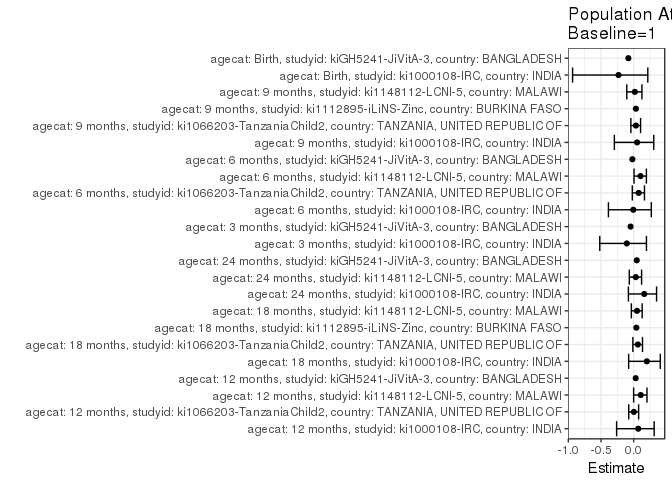 Population A
Baseline=1
agecat: Birth, studyid: kiGH5241-JiVitA-3, country: BANGLADESH
agecat: Birth, studyid: ki1000108-IRC, country: INDIA
agecat: 9 months, studyid: ki1148112-LCNI-5, country: MALAWI
agecat: 9 months, studyid: ki1112895-iLiNS-Zinc, country: BURKINA FASO
agecat: 9 months, studyid: ki1066203-TanzaniaChild2, country: TANZANIA, UNITED REPUBLIC OF
agecat: 9 months, studyid: ki1000108-IRC, country: INDIA
agecat: 6 months, studyid: kiGH5241-JiVitA-3, country: BANGLADESH
agecat: 6 months, studyid: ki1148112-LCNI-5, country: MALAWI
agecat: 6 months, studyid: ki1066203-TanzaniaChild2, country: TANZANIA, UNITED REPUBLIC OF
agecat: 6 months, studyid: ki1000108-IRC, country: INDIA
agecat: 3 months, studyid: kiGH5241-JiVitA-3, country: BANGLADESH
agecat: 3 months, studyid: ki1000108-IRC, country: INDIA
agecat: 24 months, studyid: kiGH5241-JiVitA-3, country: BANGLADESH
agecat: 24 months, studyid: ki1148112-LCNI-5, country: MALAWI
agecat: 24 months, studyid: ki1000108-IRC, country: INDIA
agecat: 18 months, studyid: ki1148112-LCNI-5, country: MALAWI
agecat: 18 months, studyid: ki1112895-iLiNS-Zinc, country: BURKINA FASO
agecat: 18 months, studyid: ki1066203-TanzaniaChild2, country: TANZANIA, UNITED REPUBLIC OF
agecat: 18 months, studyid: ki1000108-IRC, country: INDIA
agecat: 12 months, studyid: kiGH5241-JiVitA-3, country: BANGLADESH
agecat: 12 months, studyid: ki1148112-LCNI-5, country: MALAWI
agecat: 12 months, studyid: ki1066203-TanzaniaChild2, country: TANZANIA, UNITED REPUBLIC OF
agecat: 12 months, studyid: ki1000108-IRC, country: INDIA
-1.0 -0.5 0.0
Estimate